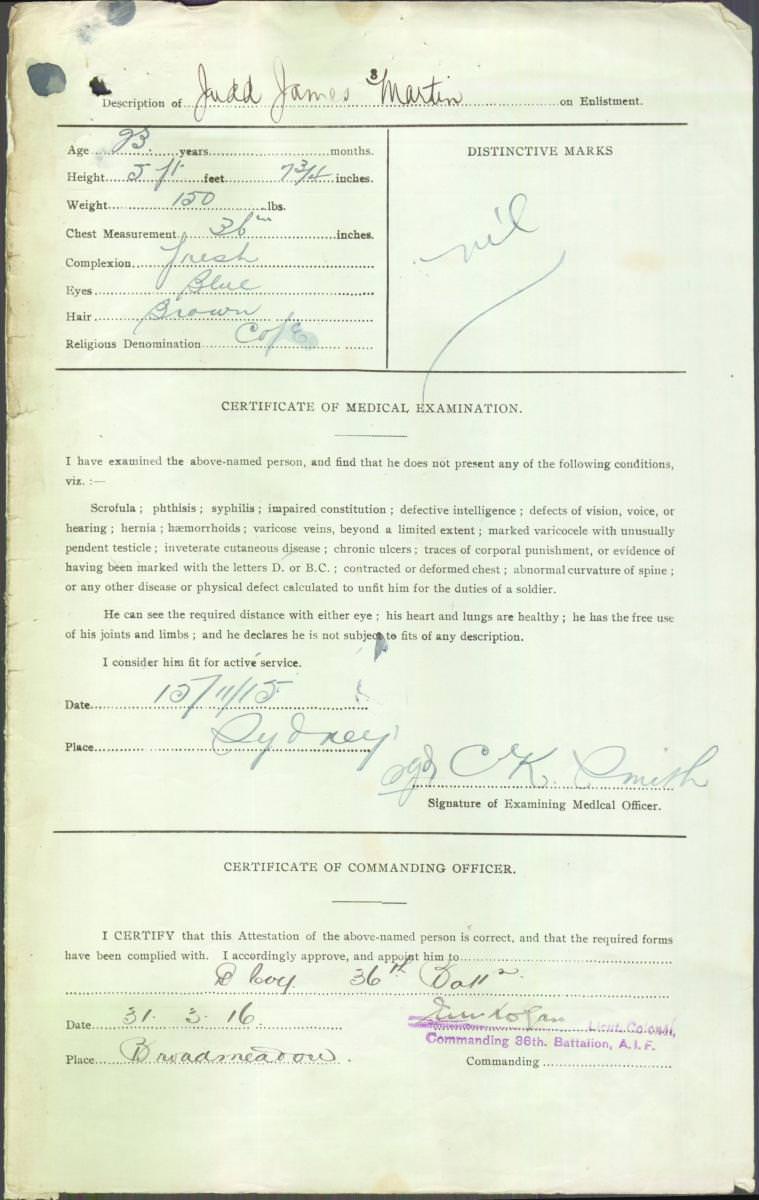 Description of Judd James Martin on Enlistment.
Age 23 years months.
Height 5 ft feet 7 3/4 inches.
Weight 150 lbs.
Chest Measurement 36 inches.
Complexion Fresh
Eyes Blue
Hair Brown
Religious Denomination C of E
DISTINCTIVE MARKS
nil
CERTIFICATE OF MEDICAL EXAMINATION.
I have examined the above-named person, and find that he does not present any of the following conditions,
viz. :—
Scrofula ; phthisis ; syphilis ; impaired constitution ; defective intelligence ; defects of vision, voice, or
hearing ; hernia ; hæmorrhoids ; varicose veins, beyond a limited extent ; marked varicocele with unusually
pendent testicle ; inveterate cutaneous disease ; chronic ulcers ; traces of corporal punishment, or evidence of
having been marked with the letters D. or B.C. ; contracted or deformed chest ; abnormal curvature of spine ;
or any other disease or physical defect calculated to unfit him for the duties of a soldier.
He can see the required distance with either eye ; his heart and lungs are healthy ; he has the free use
of his joints and limbs ; and he declares he is not subject to fits of any description.
I consider him fit for active service.
Date 15/11/15
Place Sydney
sgd C K. Smith
Signature of Examining Medical Officer.
CERTIFICATE OF COMMANDING OFFICER.
I CERTIFY that this Attestation of the above-named person is correct, and that the required forms
have been complied with. I accordingly approve, and appoint him to
D Coy 36th Batt n
Date 31. 3. 16. Lieut. Colonel,
Commanding 36th. Battalion, A.I.F.
Place Broadmeadow. Commanding